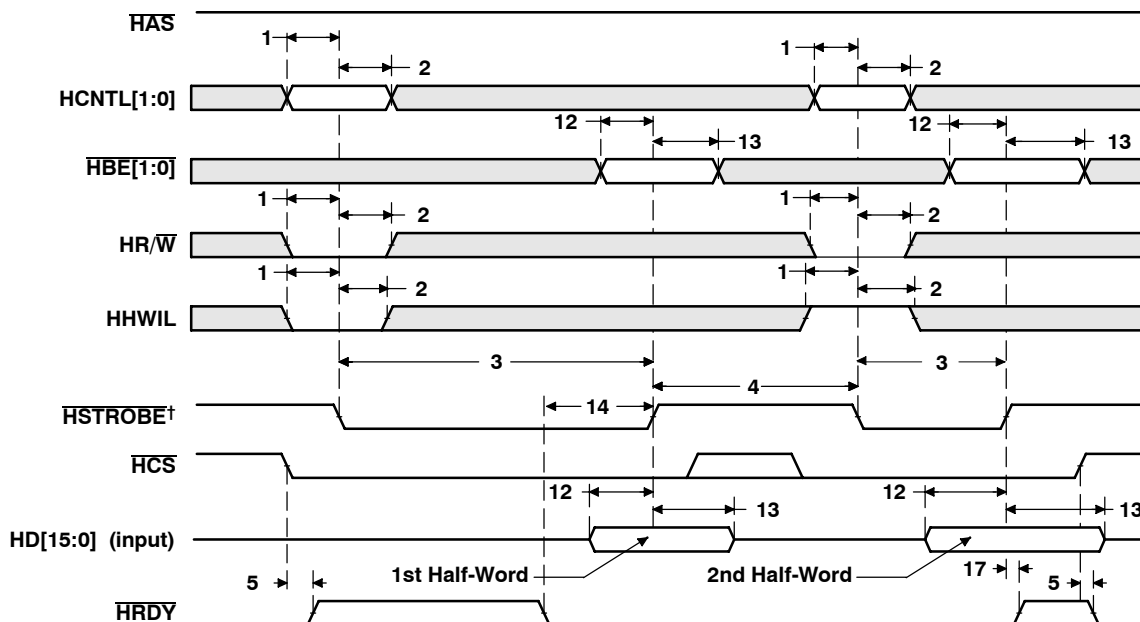 HAS
1
1
2
2
HCNTL[1:0]
12
12
13
13
HBE[1:0]
1
1
2
2
HR/W
1
1
2
2
HHWIL
3
3
4
14
HSTROBE†
HCS
12
12
13
13
HD[15:0] (input)
1st Half-Word
2nd Half-Word
5
17
5
HRDY